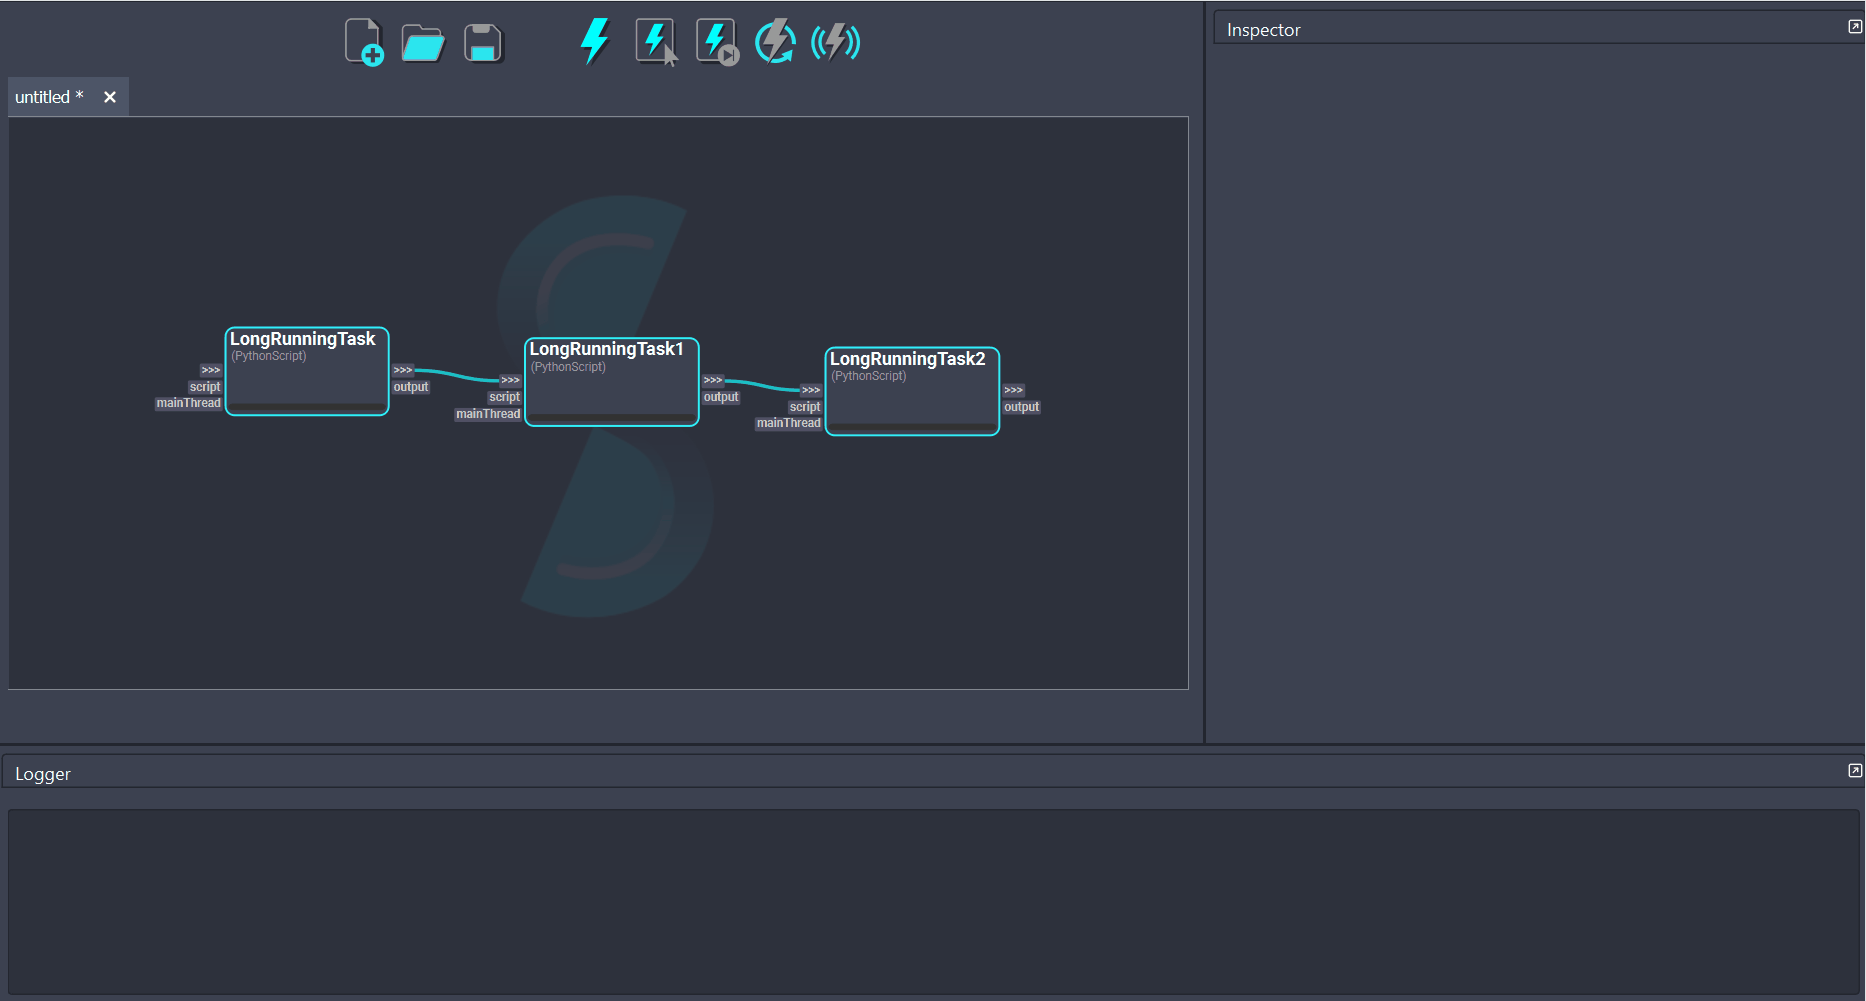 Inspector
untitled *
LongRunningTask
(PythonScript)
>>>
script
mainThread
>>>
output
LongRunningTask1
(PythonScript)
>>>
script
mainThread
>>>
output
LongRunningTask2
(PythonScript)
>>>
script
mainThread
>>>
output
Logger